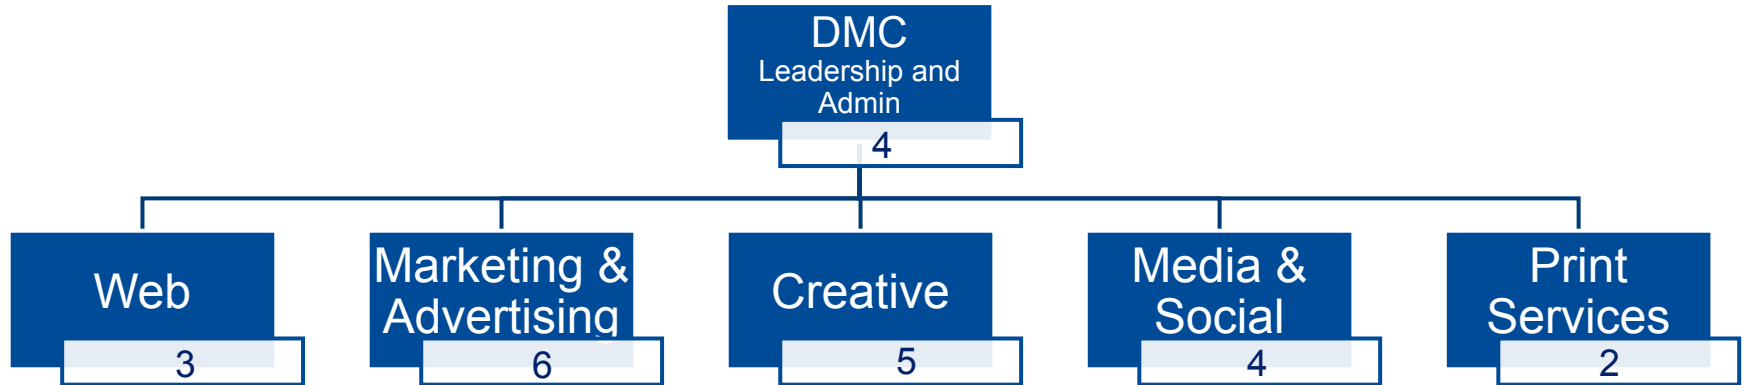 DMC
Leadership and
Admin
4
Web
3
Marketing &
Advertising
6
Creative
5
Media &
Social
4
Print
Services
2